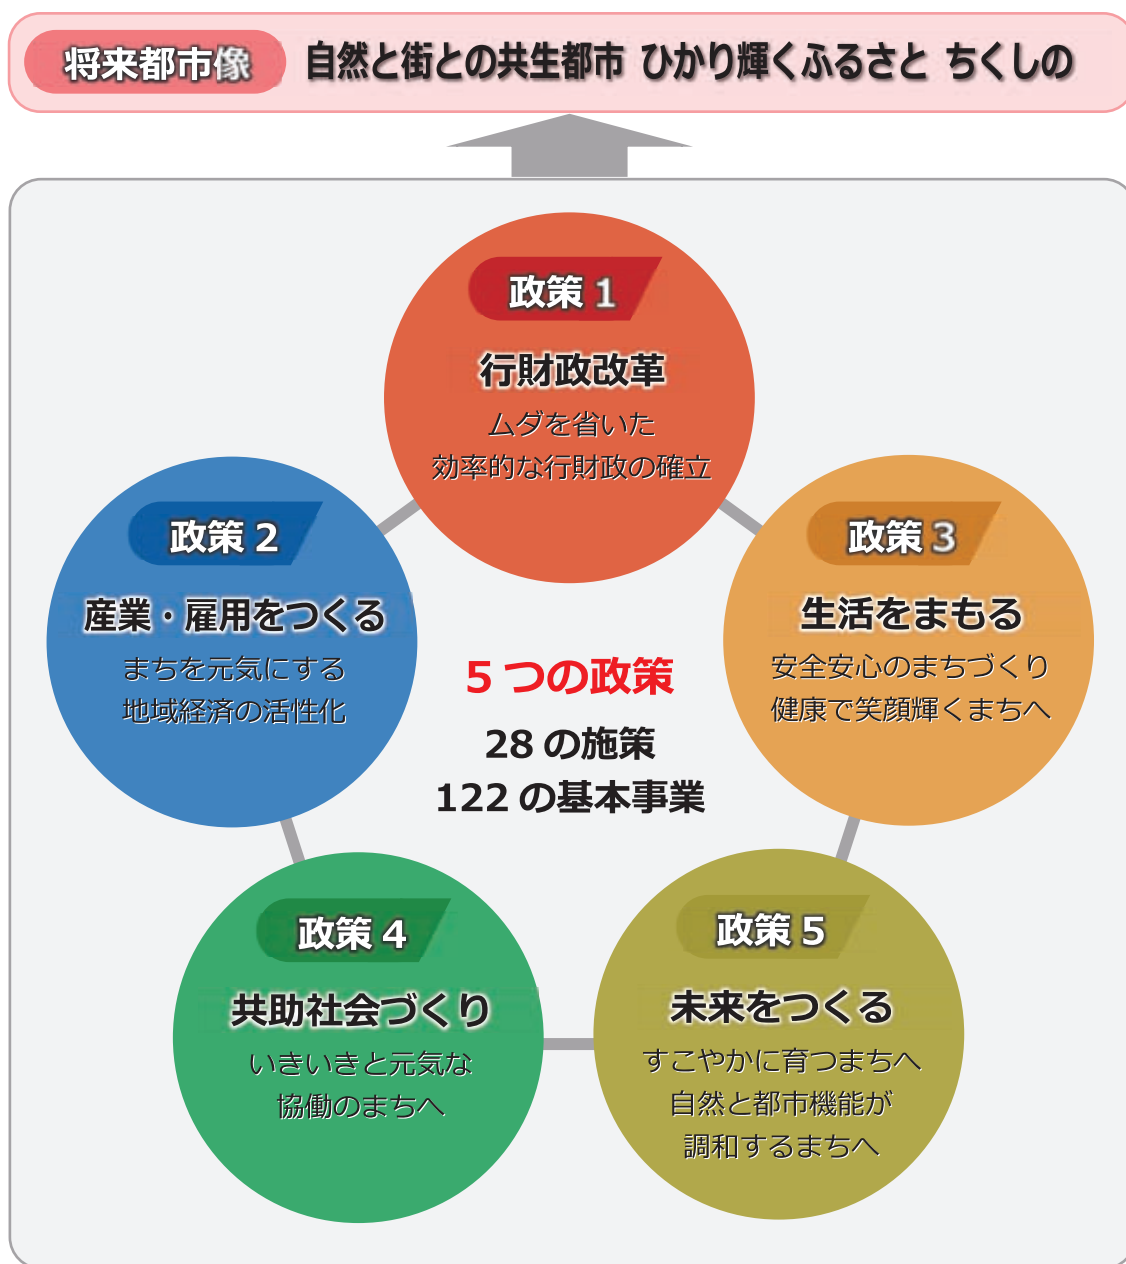 将来都市像 自然と街との共生都市 ひかり輝くふるさと ちくしの
政策 1
行財政改革
ムダを省いた
効率的な行財政の確立
政策 2
産業・雇用をつくる
まちを元気にする
地域経済の活性化
政策 3
生活をまもる
安全安心のまちづくり
健康で笑顔輝くまちへ
5 つの政策
28 の施策
122 の基本事業
政策 4
共助社会づくり
いきいきと元気な
協働のまちへ
政策 5
未来をつくる
すこやかに育つまちへ
自然と都市機能が
調和するまちへ